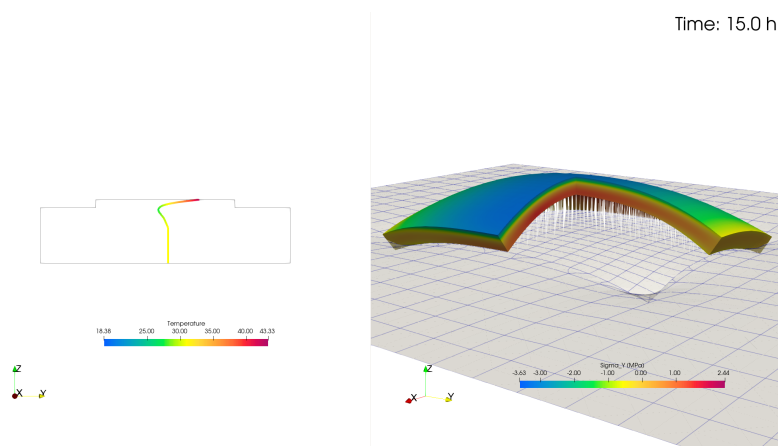 Time: 15.0 h
Temperature
18.38 25.00 30.00 35.00 40.00 43.33
Z
X Y
Sigma_Y (MPa)
-3.63 -3.00 -2.00 -1.00 0.00 1.00 2.44
Z
X Y